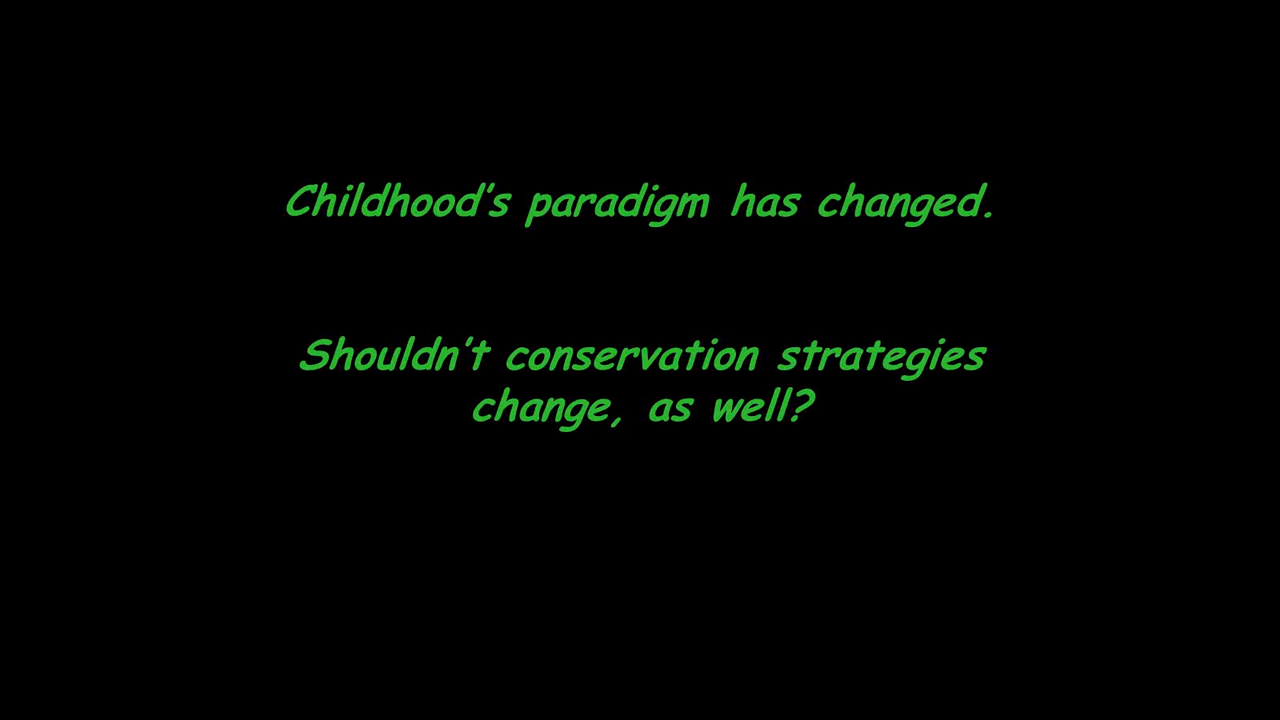 Childhood's paradigm has changed.
Shouldn't conservation strategies
change, as well?